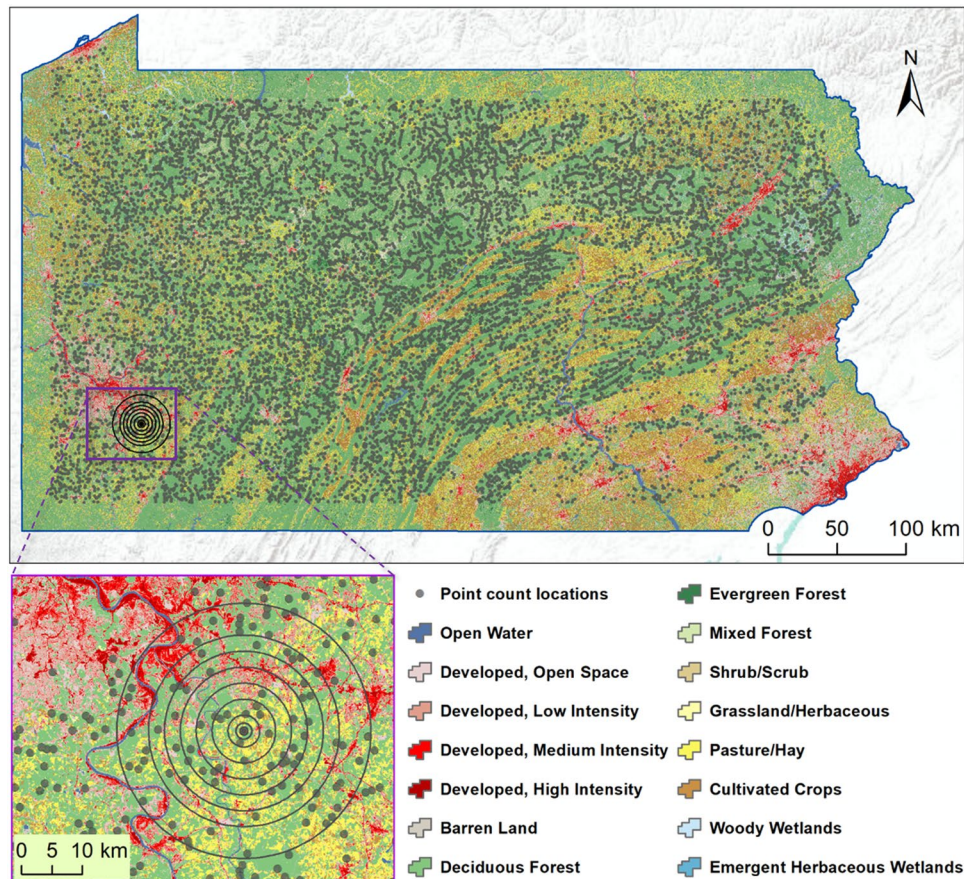 N
0 50 100 km
0 5 10 km
Point count locations
Open Water
Developed, Open Space
Developed, Low Intensity
Developed, Medium Intensity
Developed, High Intensity
Barren Land
Deciduous Forest
Evergreen Forest
Mixed Forest
Shrub/Scrub
Grassland/Herbaceous
Pasture/Hay
Cultivated Crops
Woody Wetlands
Emergent Herbaceous Wetlands